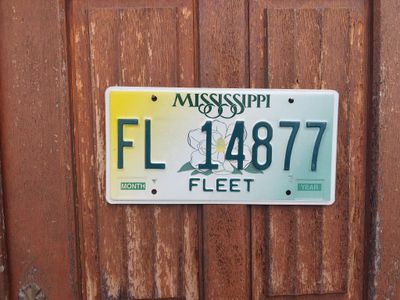 MISSISSIPPI
FL 14877
MONTH FLEET YEAR